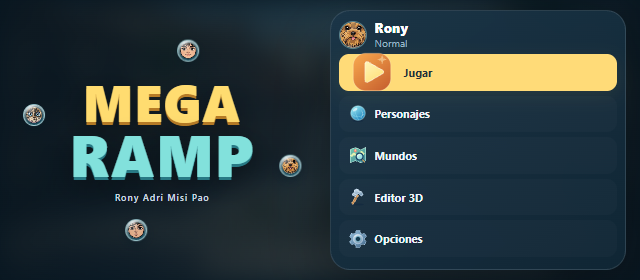 MEGA
RAMP
Rony Adri Misi Pao
Rony
Normal
Jugar
Personajes
Mundos
Editor 3D
Opciones